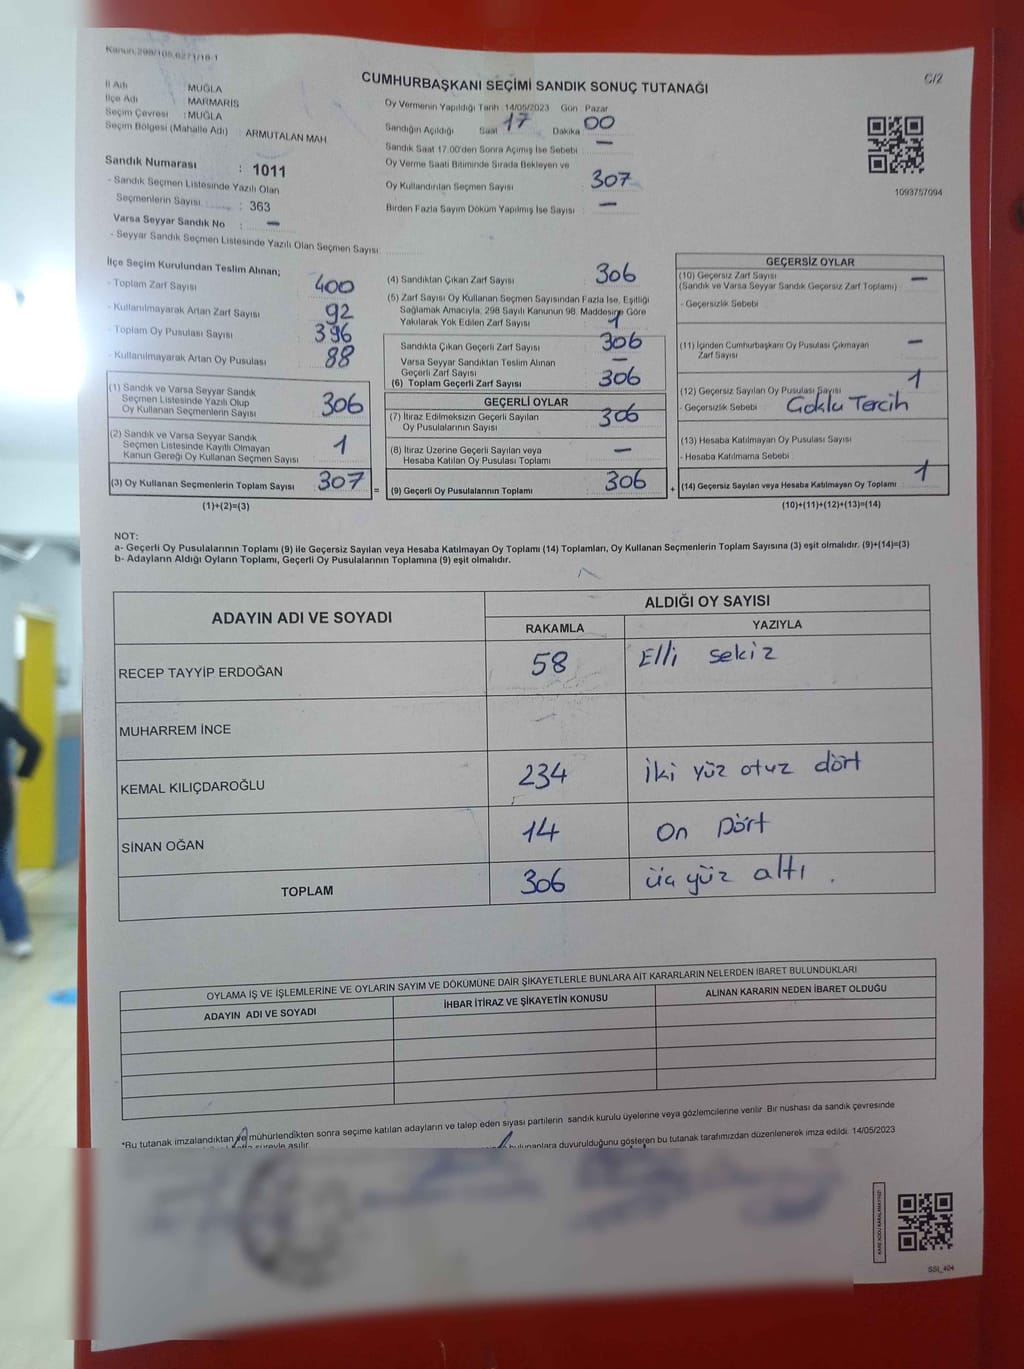 Kanun, 298/105,6271/18-1
C/2
CUMHURBAŞKANI SEÇİMİ SANDIK SONUÇ TUTANAĞI
İl Adı : MUĞLA
İlçe Adı : MARMARİS
Seçim Çevresi : MUĞLA
Seçim Bölgesi (Mahalle Adı) : ARMUTALAN MAH
Sandık Numarası : 1011
- Sandık Seçmen Listesinde Yazılı Olan
Seçmenlerin Sayısı : 363
Varsa Seyyar Sandık No : —
- Seyyar Sandık Seçmen Listesinde Yazılı Olan Seçmen Sayısı
Oy Vermenin Yapıldığı Tarih 14/05/2023 Gün Pazar
Sandığın Açıldığı Saat 17 Dakika 00
Sandık Saat 17.00'den Sonra Açımış İse Sebebi —
Oy Verme Saati Bitiminde Sırada Bekleyen ve
Oy Kullandırılan Seçmen Sayısı 307
Birden Fazla Sayım Döküm Yapılmış İse Sayısı —
1093757094
İlçe Seçim Kurulundan Teslim Alınan;
- Toplam Zarf Sayısı 400
- Kullanılmayarak Artan Zarf Sayısı 92
- Toplam Oy Pusulası Sayısı 396
- Kullanılmayarak Artan Oy Pusulası 88
(1) Sandık ve Varsa Seyyar Sandık
Seçmen Listesinde Yazılı Olup
Oy Kullanan Seçmenlerin Sayısı 306
(2) Sandık ve Varsa Seyyar Sandık
Seçmen Listesinde Kayıtlı Olmayan
Kanun Gereği Oy Kullanan Seçmen Sayısı 1
(3) Oy Kullanan Seçmenlerin Toplam Sayısı 307 =
(1)+(2)=(3)
(4) Sandıktan Çıkan Zarf Sayısı 306
(5) Zarf Sayısı Oy Kullanan Seçmen Sayısından Fazla İse, Eşitliği
Sağlamak Amacıyla, 298 Sayılı Kanunun 98. Maddesine Göre
Yakılarak Yok Edilen Zarf Sayısı 1
Sandıkta Çıkan Geçerli Zarf Sayısı 306
Varsa Seyyar Sandıktan Teslim Alınan
Geçerli Zarf Sayısı —
(6) Toplam Geçerli Zarf Sayısı 306
GEÇERLİ OYLAR
(7) İtiraz Edilmeksizin Geçerli Sayılan
Oy Pusulalarının Sayısı 306
(8) İtiraz Üzerine Geçerli Sayılan veya
Hesaba Katılan Oy Pusulası Toplamı —
(9) Geçerli Oy Pusulalarının Toplamı 306 +
GEÇERSİZ OYLAR
(10) Geçersiz Zarf Sayısı —
(Sandık ve Varsa Seyyar Sandık Geçersiz Zarf Toplamı)
- Geçersizlik Sebebi
(11) İçinden Cumhurbaşkanı Oy Pusulası Çıkmayan
Zarf Sayısı —
(12) Geçersiz Sayılan Oy Pusulası Sayısı 1
- Geçersizlik Sebebi Çoklu Tercih
(13) Hesaba Katılmayan Oy Pusulası Sayısı
- Hesaba Katılmama Sebebi
(14) Geçersiz Sayılan veya Hesaba Katılmayan Oy Toplamı 1
(10)+(11)+(12)+(13)=(14)
NOT:
a- Geçerli Oy Pusulalarının Toplamı (9) ile Geçersiz Sayılan veya Hesaba Katılmayan Oy Toplamı (14) Toplamları, Oy Kullanan Seçmenlerin Toplam Sayısına (3) eşit olmalıdır. (9)+(14)=(3)
b- Adayların Aldığı Oyların Toplamı, Geçerli Oy Pusulalarının Toplamına (9) eşit olmalıdır.
ADAYIN ADI VE SOYADI ALDIĞI OY SAYISI
RAKAMLA YAZIYLA
RECEP TAYYİP ERDOĞAN 58 Elli sekiz
MUHARREM İNCE —
KEMAL KILIÇDAROĞLU 234 İki yüz otuz dört
SİNAN OĞAN 14 On Dört
TOPLAM 306 üç yüz altı .
OYLAMA İŞ VE İŞLEMLERİNE VE OYLARIN SAYIM VE DÖKÜMÜNE DAİR ŞİKAYETLERLE BUNLARA AİT KARARLARIN NELERDEN İBARET BULUNDUKLARI
ADAYIN ADI VE SOYADI İHBAR İTİRAZ VE ŞİKAYETİN KONUSU ALINAN KARARIN NEDEN İBARET OLDUĞU
*Bu tutanak imzalandıktan ve mühürlendikten sonra seçime katılan adayların ve talep eden siyasi partilerin sandık kurulu üyelerine veya gözlemcilerine verilir. Bir nushası da sandık çevresinde
süreyle asılır. bulunanlara duyurulduğunu gösteren bu tutanak tarafımızdan düzenlenerek imza edildi. 14/05/2023
KARE KODU KARALAMAYINIZ!
SSI_404